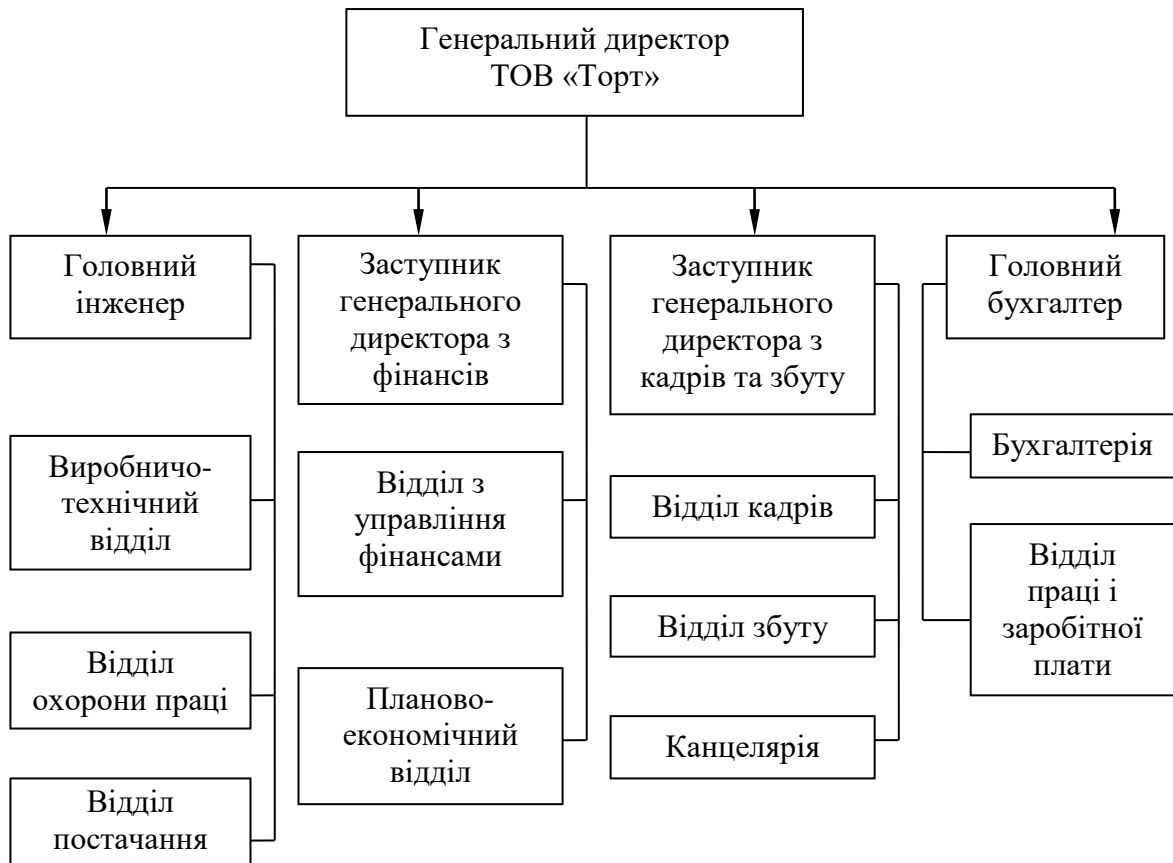 Генеральний директор
ТОВ «Торт»
Головний
інженер
Заступник
генерального
директора з
фінансів
Заступник
генерального
директора з
кадрів та збуту
Головний
бухгалтер
Виробничо-
технічний
відділ
Відділ з
управління
фінансами
Відділ кадрів
Бухгалтерія
Відділ
охорони праці
Планово-
економічний
відділ
Відділ збуту
Відділ
праці і
заробітної
плати
Відділ
постачання
Канцелярія